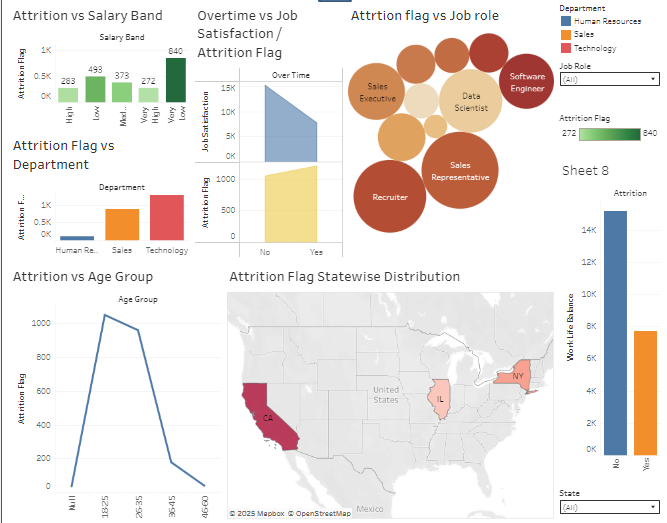 Attrition vs Salary Band
Salary Band
Attrition Flag
1K
0.5K
0K
283
493
373
272
840
High
Low
Med..
Very High
Very Low
Attrition Flag vs
Department
Department
Attrition F...
1K
0.5K
0K
Human Re..
Sales
Technology
Overtime vs Job
Satisfaction /
Attrition Flag
Over Time
Job Satisfaction
15K
10K
5K
0K
Attrition Flag
1000
500
0
No
Yes
Attrtion flag vs Job role
Sales
Executive
Data
Scientist
Software
Engineer
Sales
Representative
Recruiter
Department
Human Resources
Sales
Technology
Job Role
(All)
Attrition Flag
272
840
Sheet 8
Attrition
Work Life Balance
14K
12K
10K
8K
6K
4K
2K
0K
No
Yes
State
(All)
Attrition vs Age Group
Age Group
Attrition Flag
1000
800
600
400
200
0
Null
18-25
26-35
36-45
46-60
Attrition Flag Statewise Distribution
United
States
CA
IL
NY
Mexico
© 2025 Mapbox © OpenStreetMap